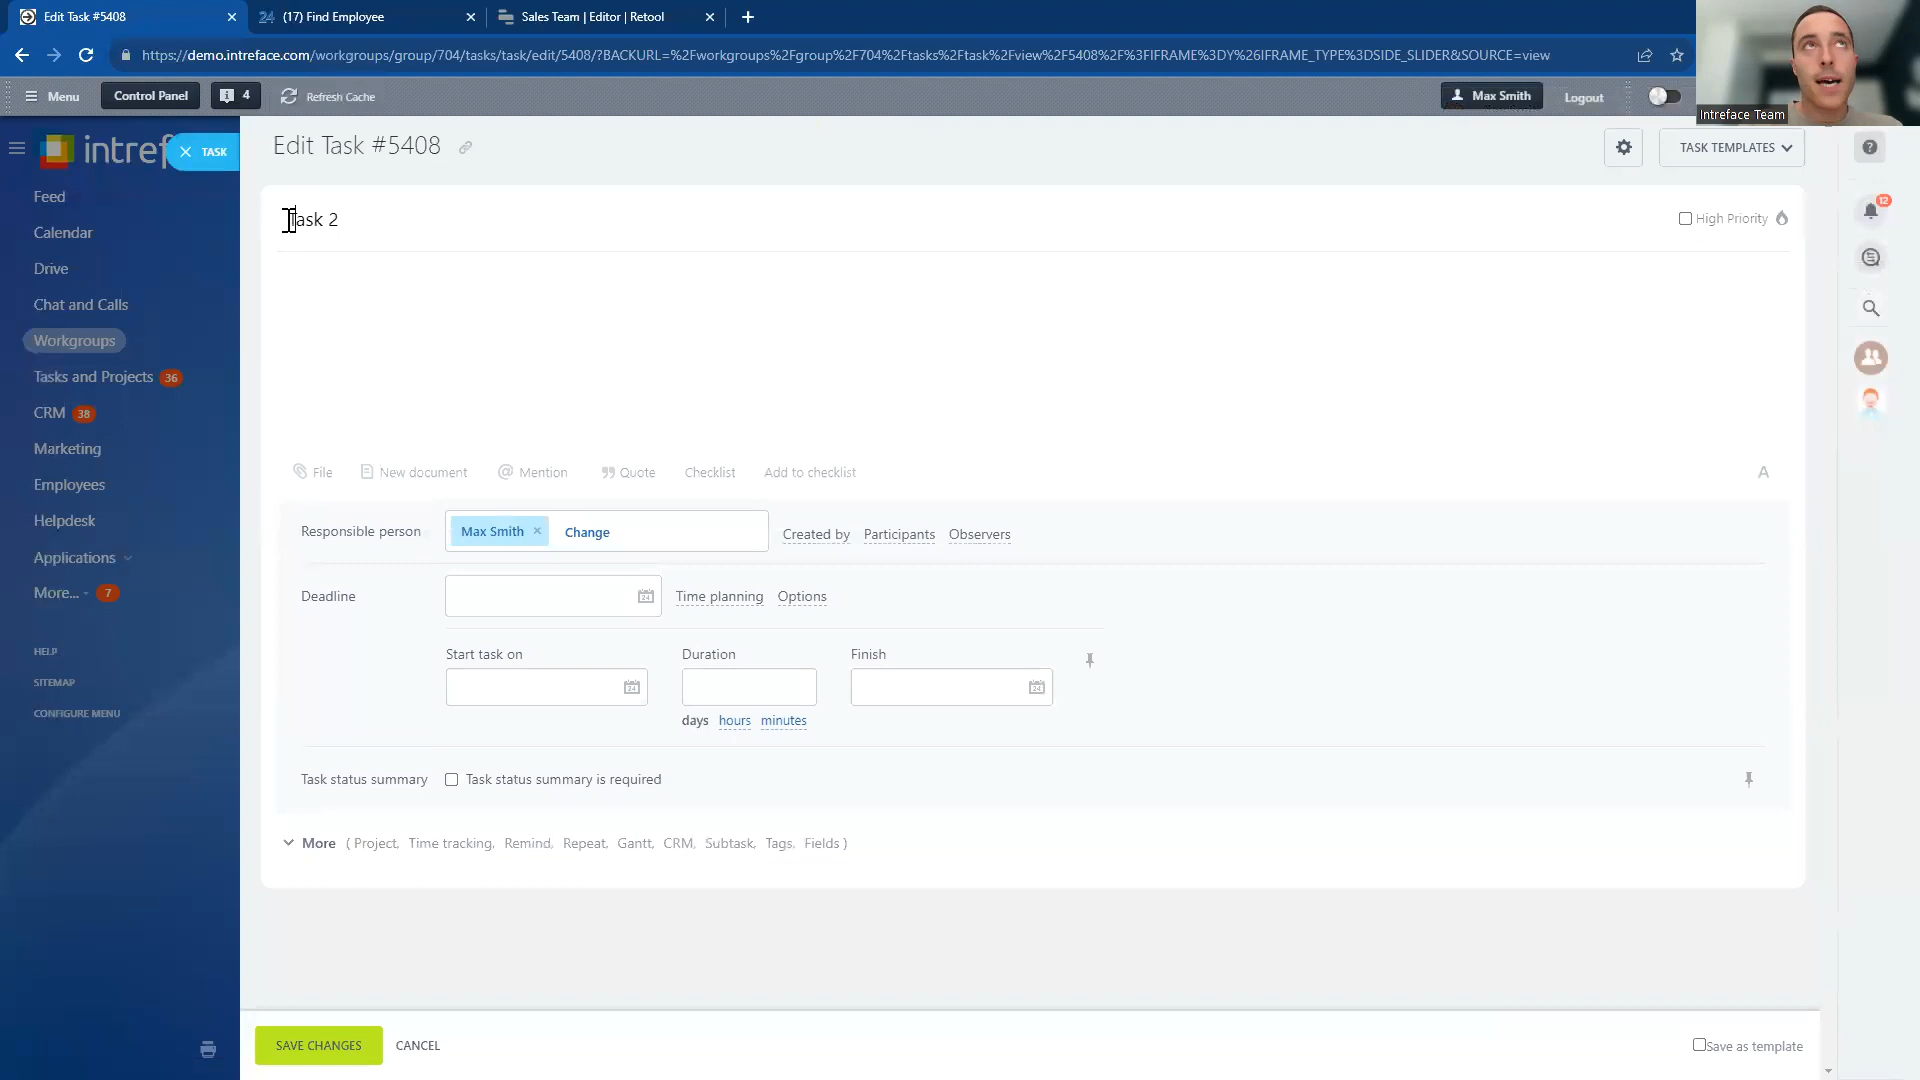 Edit Task #5408
(17) Find Employee
Sales Team | Editor | Retool
https://demo.intreface.com/workgroups/group/704/tasks/task/edit/5408/?BACKURL=%2Fworkgroups%2Fgroup%2F704%2Ftasks%2Ftask%2Fview%2F5408%2F%3FIFRAME%3DY%26IFRAME_TYPE%3DSIDE_SLIDER&SOURCE=view
Menu
Control Panel
4
Refresh Cache
Max Smith
Logout
Intreface Team
intref
TASK
Feed
Calendar
Drive
Chat and Calls
Workgroups
Tasks and Projects 36
CRM 38
Marketing
Employees
Helpdesk
Applications
More... 7
HELP
SITEMAP
CONFIGURE MENU
Edit Task #5408
TASK TEMPLATES
12
Task 2
High Priority
File
New document
Mention
Quote
Checklist
Add to checklist
A
Responsible person
Max Smith
Change
Created by
Participants
Observers
Deadline
24
Time planning
Options
Start task on
Duration
Finish
24
24
days hours minutes
Task status summary
Task status summary is required
More ( Project, Time tracking, Remind, Repeat, Gantt, CRM, Subtask, Tags, Fields )
SAVE CHANGES
CANCEL
Save as template